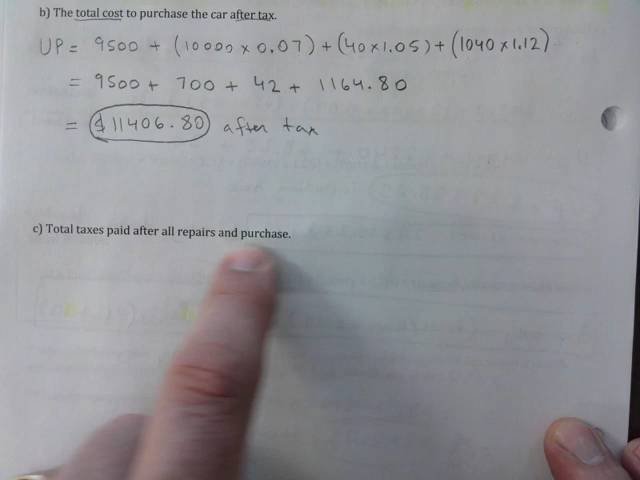 b) The total cost to purchase the car after tax.
UP = 9500 + (10000 x 0.07) + (40 x 1.05) + (1040 x 1.12)
= 9500 + 700 + 42 + 1164.80
= $11406.80 after tax
c) Total taxes paid after all repairs and purchase.